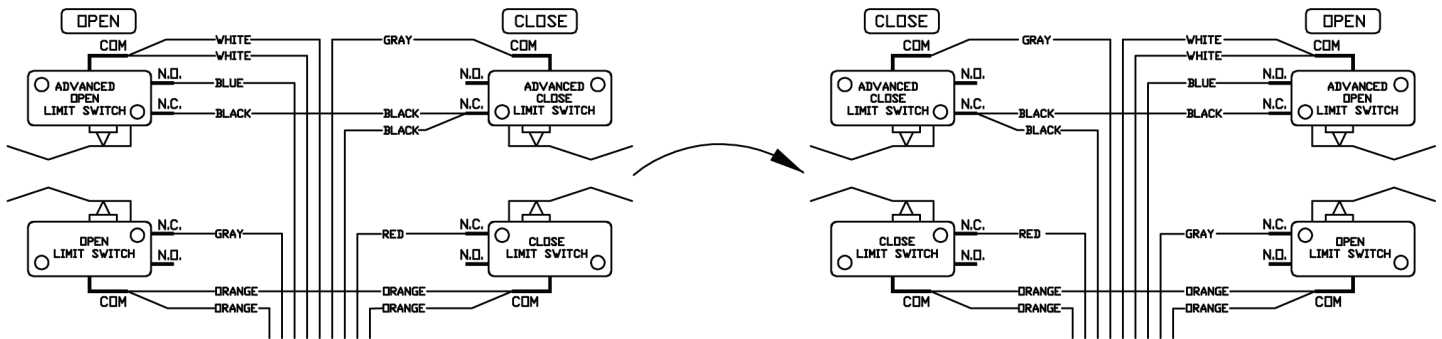 OPEN
CLOSE
COM
WHITE
GRAY
COM
WHITE
N.O.
N.O.
ADVANCED
OPEN
LIMIT SWITCH
BLUE
ADVANCED
CLOSE
LIMIT SWITCH
N.C.
N.C.
BLACK
BLACK
BLACK
N.C.
N.C.
OPEN
LIMIT SWITCH
GRAY
RED
CLOSE
LIMIT SWITCH
N.O.
N.O.
COM
ORANGE
ORANGE
COM
ORANGE
ORANGE
CLOSE
OPEN
COM
GRAY
WHITE
COM
WHITE
N.O.
N.O.
ADVANCED
CLOSE
LIMIT SWITCH
BLUE
ADVANCED
OPEN
LIMIT SWITCH
N.C.
N.C.
BLACK
BLACK
BLACK
N.C.
N.C.
CLOSE
LIMIT SWITCH
RED
GRAY
OPEN
LIMIT SWITCH
N.O.
N.O.
COM
ORANGE
ORANGE
COM
ORANGE
ORANGE